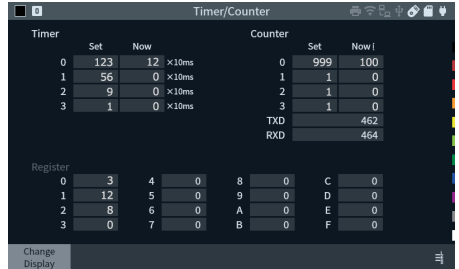 0 Timer/Counter
Timer Counter
Set Now Set Now
0 123 12 ×10ms 0 999 100
1 56 0 ×10ms 1 1 0
2 9 0 ×10ms 2 1 0
3 1 0 ×10ms 3 1 0
TXD 462
RXD 464
Register
0 3 4 0 8 0 C 0
1 12 5 0 9 0 D 0
2 8 6 0 A 0 E 0
3 0 7 0 B 0 F 0
Change
Display